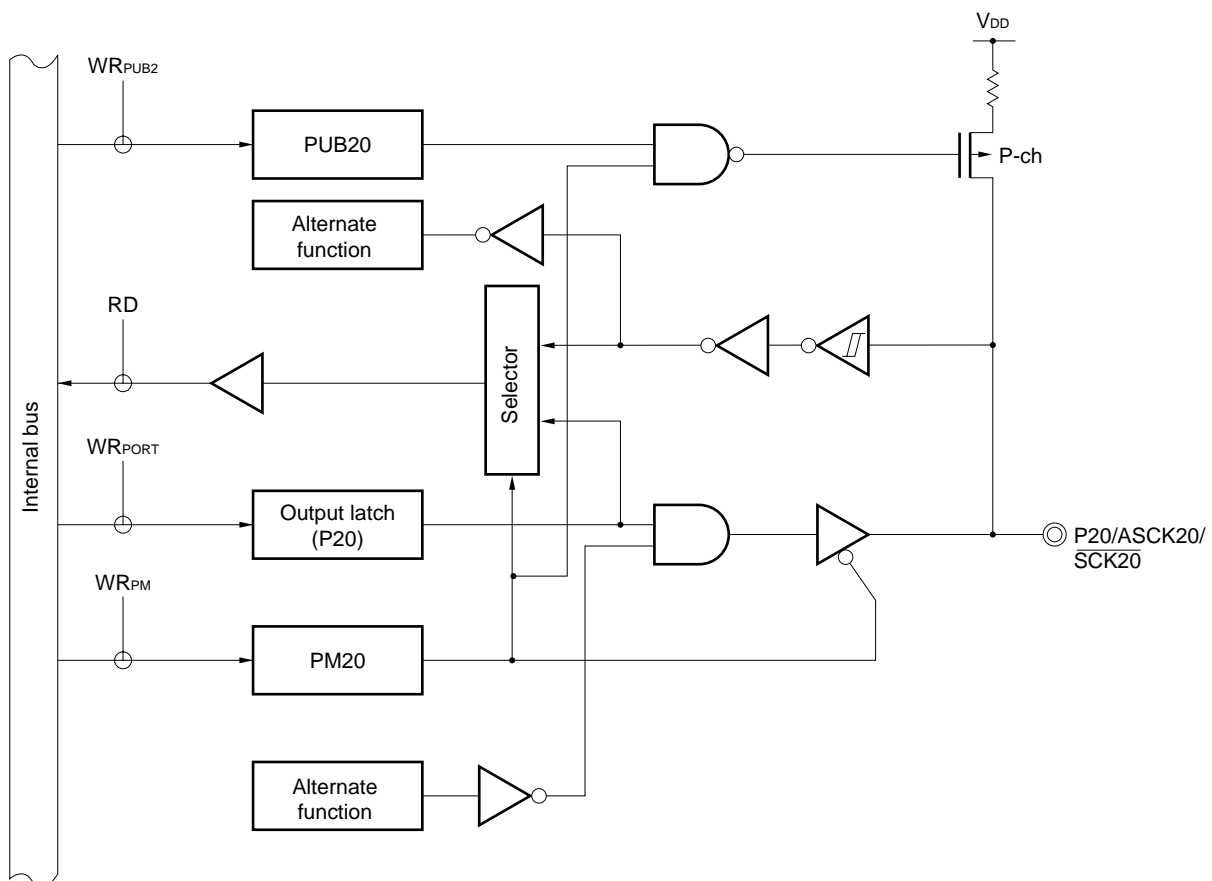 VDD
WRPUB2
PUB20
P-ch
Alternate
function
RD
Selector
Internal bus
WRPORT
Output latch
(P20)
P20/ASCK20/
SCK20
WRPM
PM20
Alternate
function